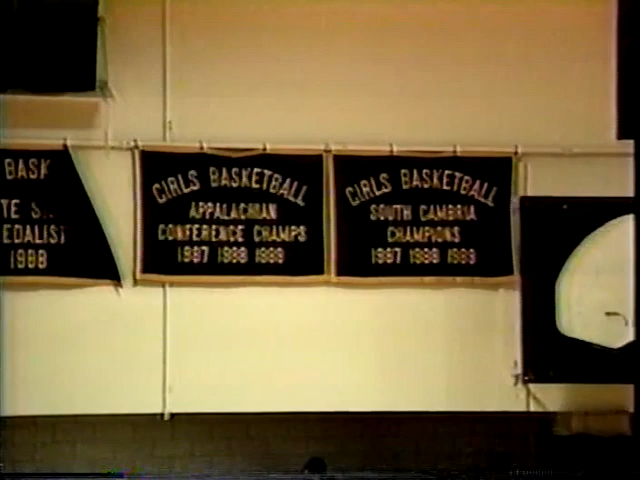 BASK
EDALIST
1988
GIRLS BASKETBALL
APPALACHIAN
CONFERENCE CHAMPS
1987 1988 1989
GIRLS BASKETBALL
SOUTH CAMBRIA
CHAMPIONS
1987 1988 1989